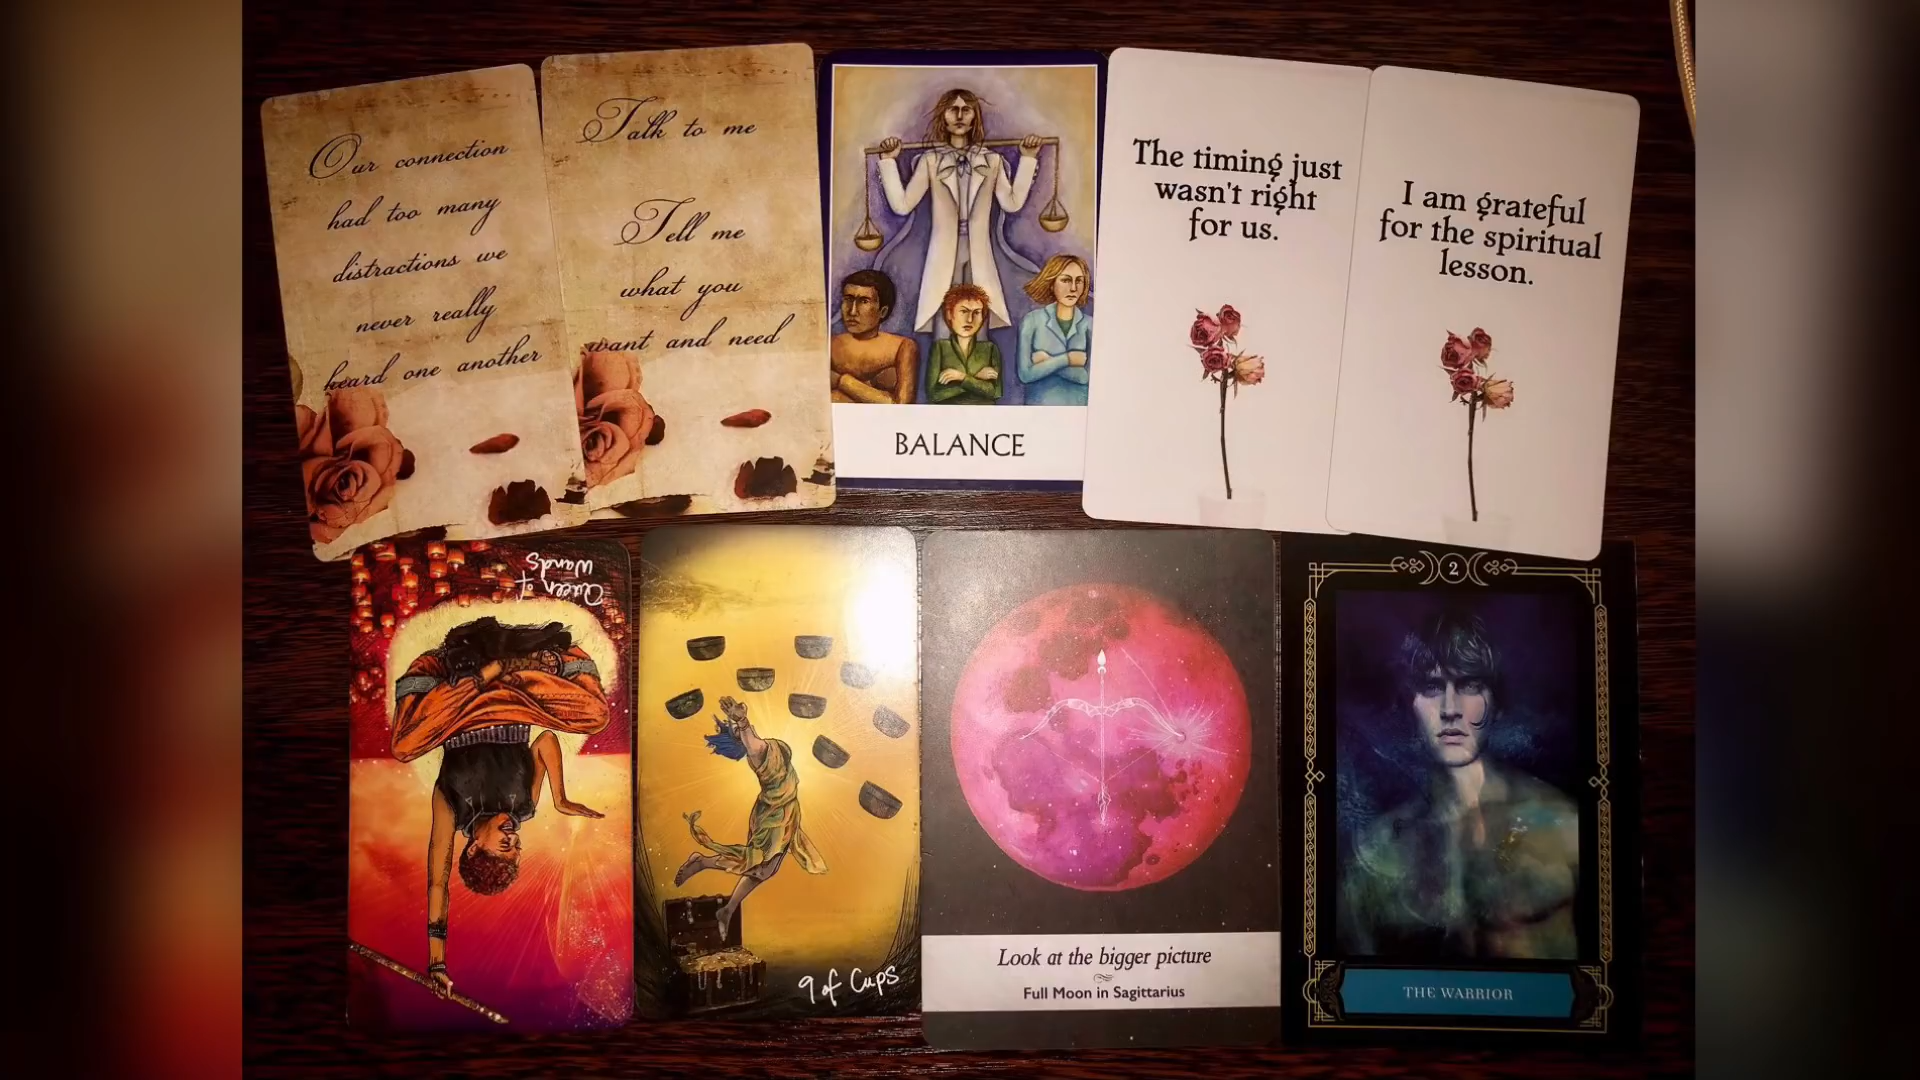 Our connection
had too many
distractions we
never really
heard one another
Talk to me
Tell me
what you
want and need
BALANCE
The timing just
wasn't right
for us.
I am grateful
for the spiritual
lesson.
Queen of
Wands
9 of Cups
Look at the bigger picture
Full Moon in Sagittarius
2
THE WARRIOR